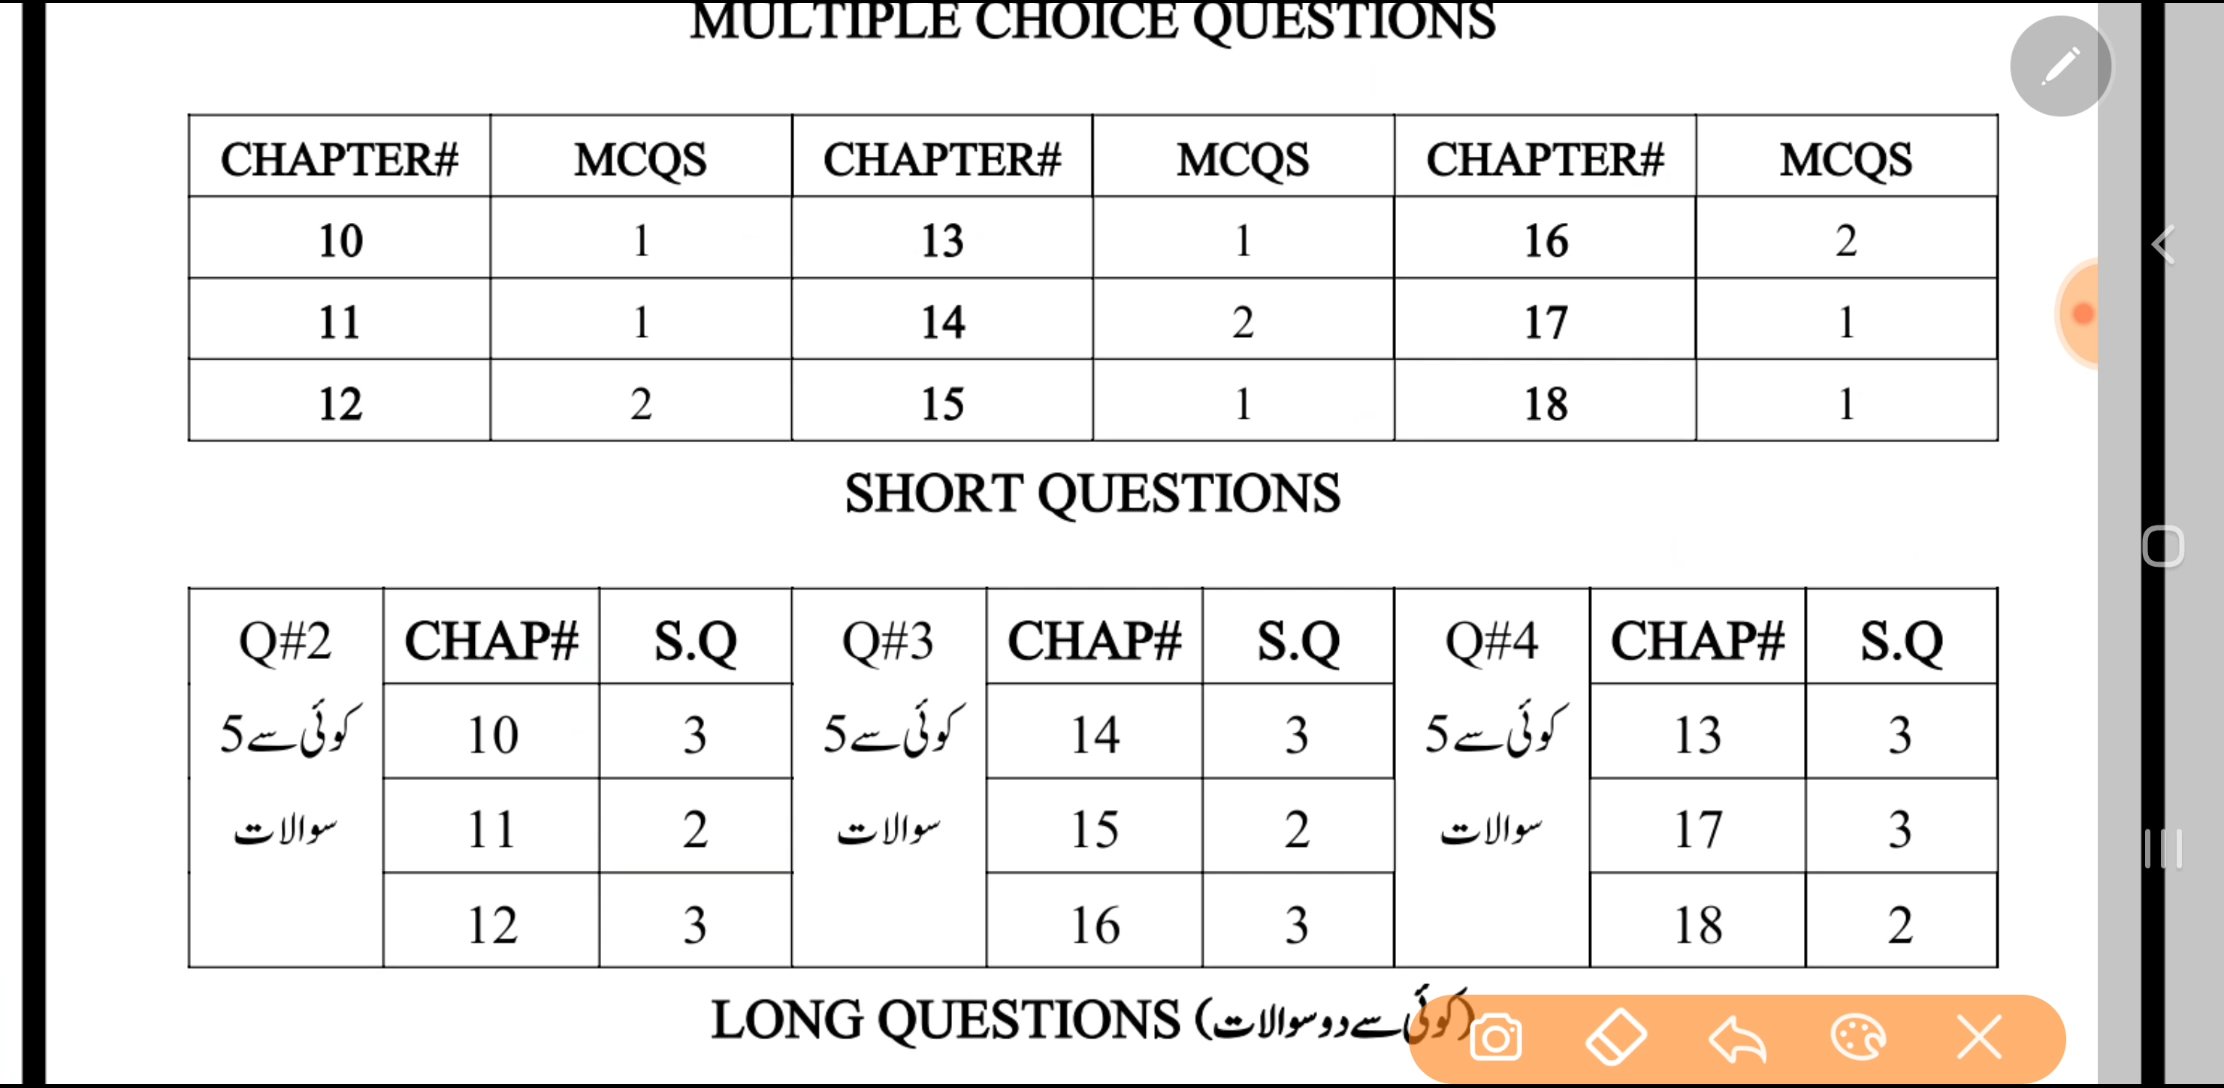 MULTIPLE CHOICE QUESTIONS
CHAPTER# MCQS CHAPTER# MCQS CHAPTER# MCQS
10 1 13 1 16 2
11 1 14 2 17 1
12 2 15 1 18 1
SHORT QUESTIONS
Q#2 CHAP# S.Q Q#3 CHAP# S.Q Q#4 CHAP# S.Q
کوئی سے 5 10 3 کوئی سے 5 14 3 کوئی سے 5 13 3
سوالات 11 2 سوالات 15 2 سوالات 17 3
12 3 16 3 18 2
LONG QUESTIONS (کوئی سے دو سوالات)